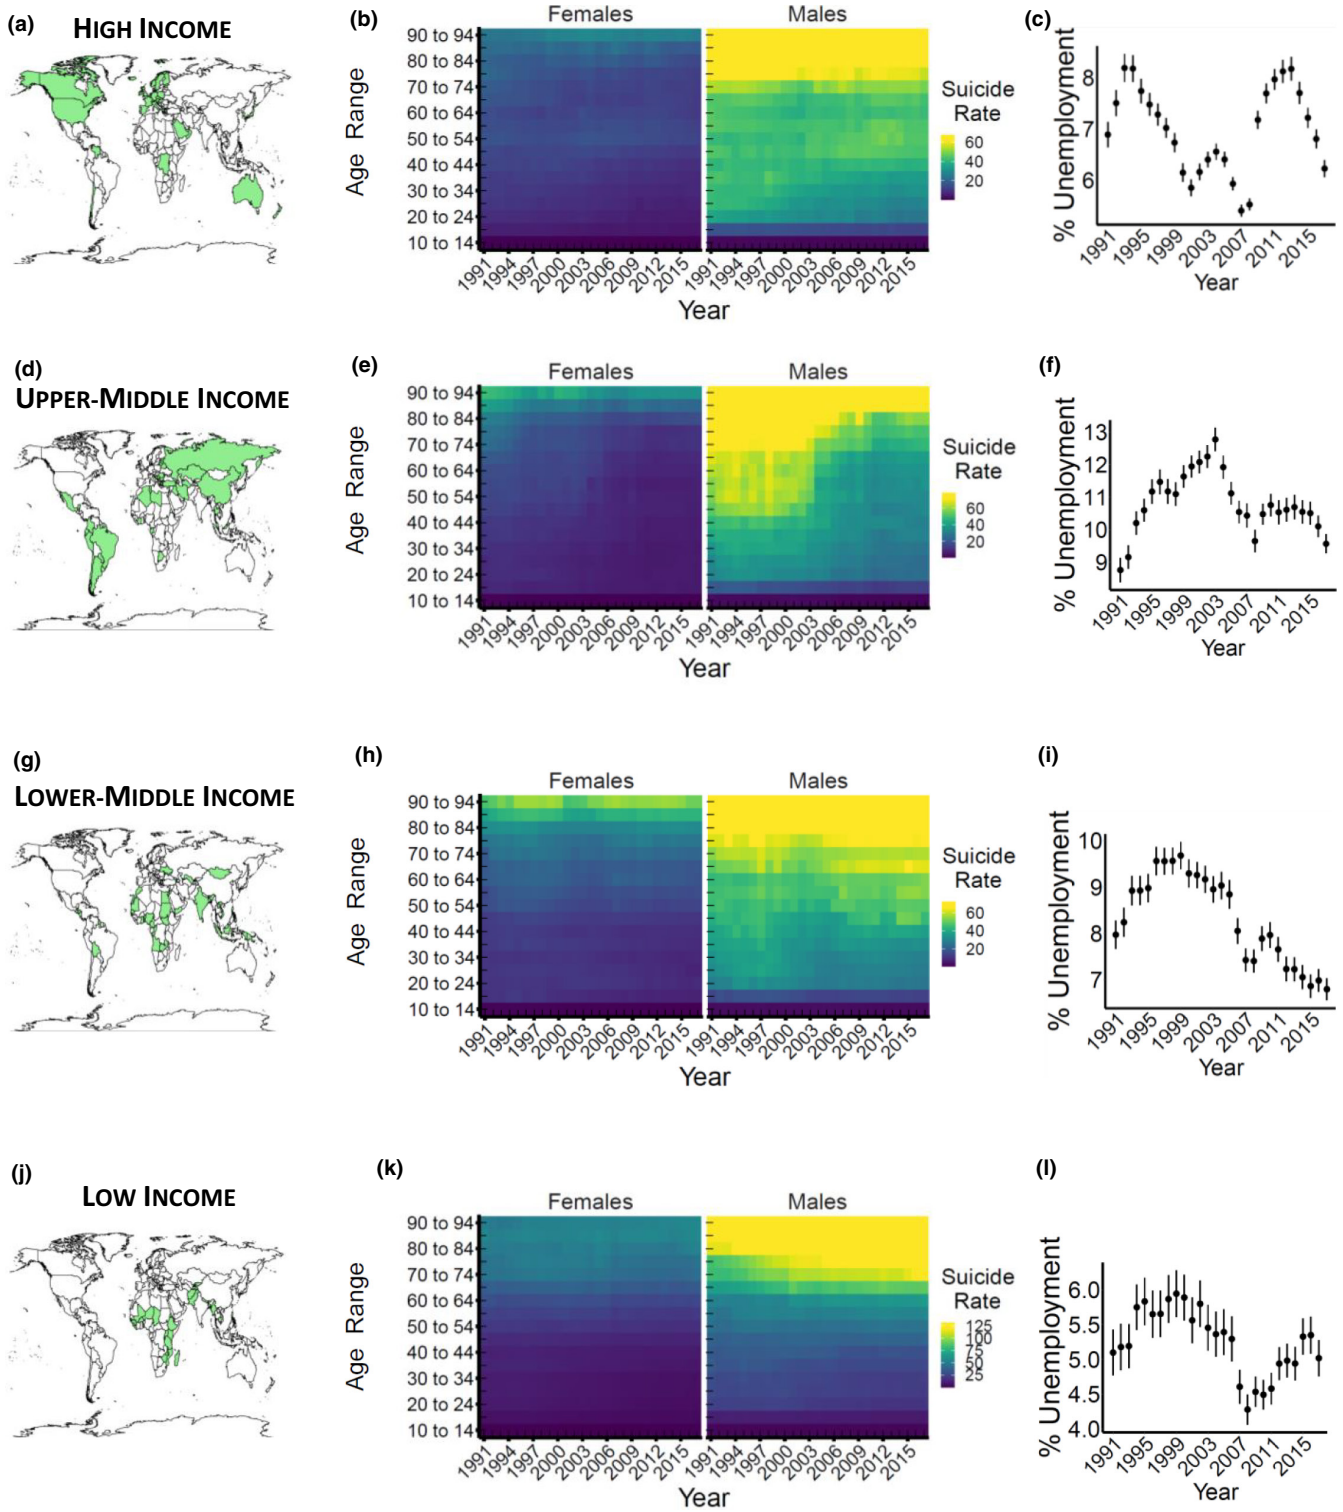 (a)
HIGH INCOME
(b)
Females
Males
Age Range
90 to 94
80 to 84
70 to 74
60 to 64
50 to 54
40 to 44
30 to 34
20 to 24
10 to 14
1991 1994 1997 2000 2003 2006 2009 2012 2015
1991 1994 1997 2000 2003 2006 2009 2012 2015
Year
Suicide
Rate
60
40
20
(c)
% Unemployment
8
7
6
1991 1995 1999 2003 2007 2011 2015
Year
(d)
UPPER-MIDDLE INCOME
(e)
Females
Males
Age Range
90 to 94
80 to 84
70 to 74
60 to 64
50 to 54
40 to 44
30 to 34
20 to 24
10 to 14
1991 1994 1997 2000 2003 2006 2009 2012 2015
1991 1994 1997 2000 2003 2006 2009 2012 2015
Year
Suicide
Rate
60
40
20
(f)
% Unemployment
13
12
11
10
9
1991 1995 1999 2003 2007 2011 2015
Year
(g)
LOWER-MIDDLE INCOME
(h)
Females
Males
Age Range
90 to 94
80 to 84
70 to 74
60 to 64
50 to 54
40 to 44
30 to 34
20 to 24
10 to 14
1991 1994 1997 2000 2003 2006 2009 2012 2015
1991 1994 1997 2000 2003 2006 2009 2012 2015
Year
Suicide
Rate
60
40
20
(i)
% Unemployment
10
9
8
7
1991 1995 1999 2003 2007 2011 2015
Year
(j)
LOW INCOME
(k)
Females
Males
Age Range
90 to 94
80 to 84
70 to 74
60 to 64
50 to 54
40 to 44
30 to 34
20 to 24
10 to 14
1991 1994 1997 2000 2003 2006 2009 2012 2015
1991 1994 1997 2000 2003 2006 2009 2012 2015
Year
Suicide
Rate
125
100
75
50
25
(l)
% Unemployment
6.0
5.5
5.0
4.5
4.0
1991 1995 1999 2003 2007 2011 2015
Year